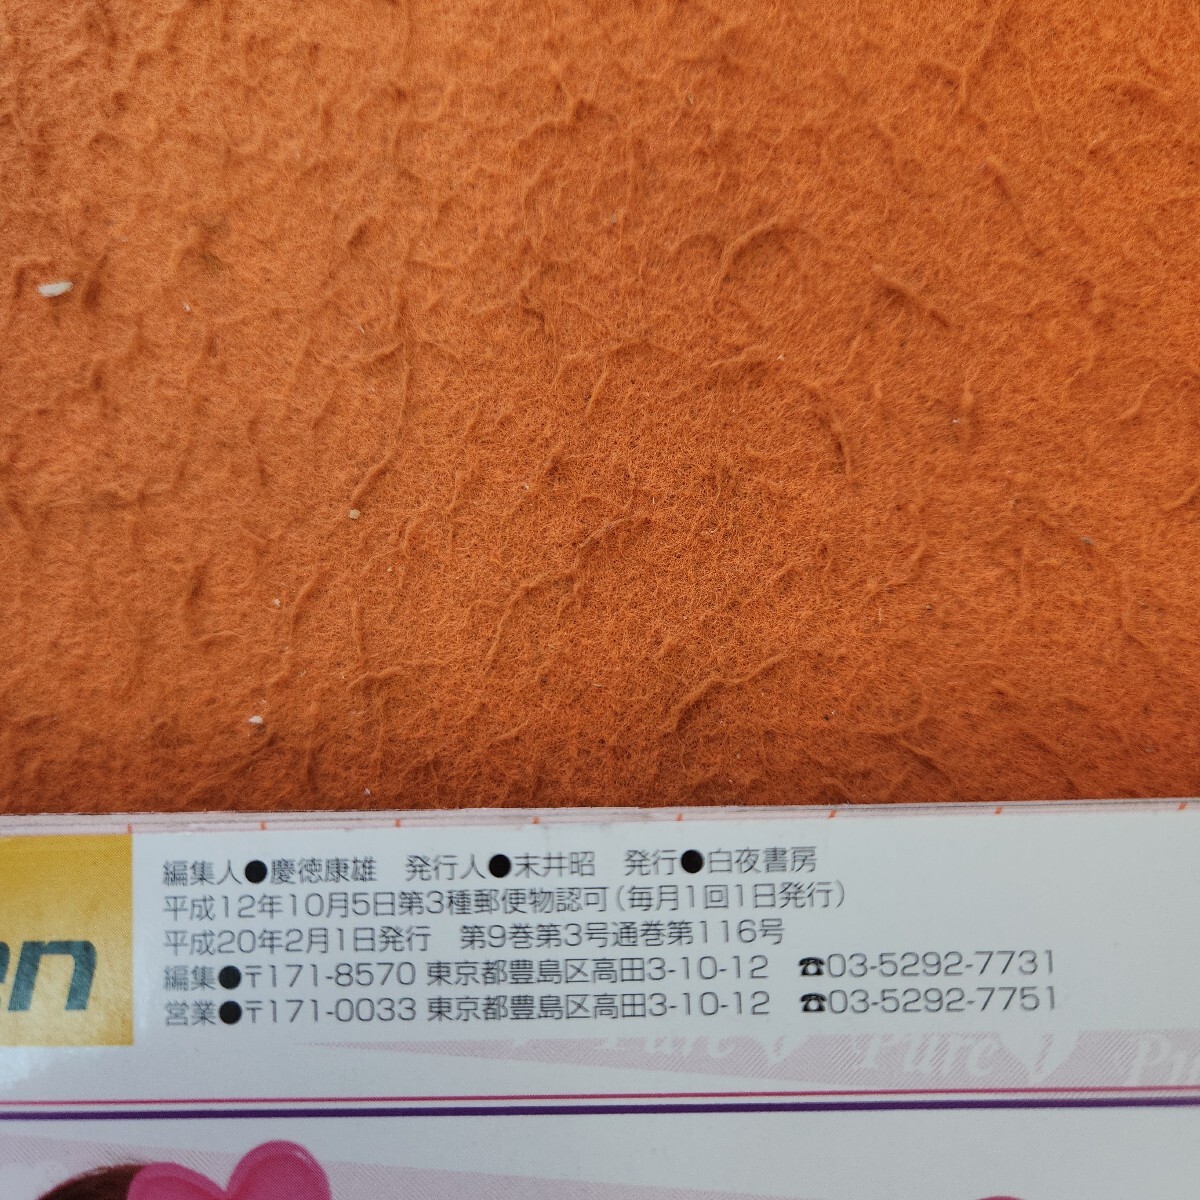 編集人●慶徳康雄　発行人●末井昭　発行●白夜書房
平成12年10月5日第3種郵便物認可（毎月1回1日発行）
平成20年2月1日発行　第9巻第3号通巻第116号
編集●〒171-8570 東京都豊島区高田3-10-12　☎03-5292-7731
営業●〒171-0033 東京都豊島区高田3-10-12　☎03-5292-7751
en
Pure Pure Pu